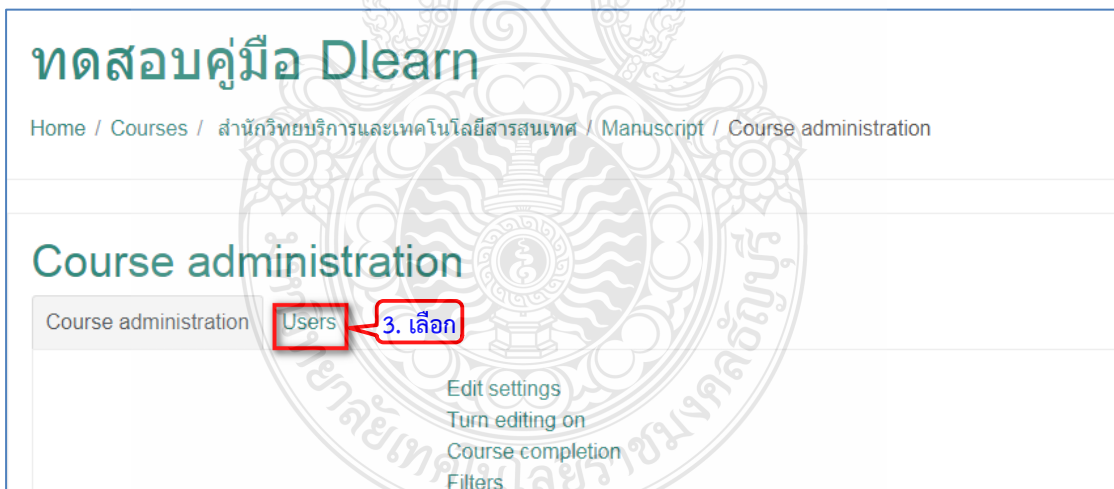 ทดสอบคู่มือ Dlearn
Home / Courses / สำนักวิทยบริการและเทคโนโลยีสารสนเทศ / Manuscript / Course administration
Course administration
Course administration Users 3. เลือก
Edit settings
Turn editing on
Course completion
Filters